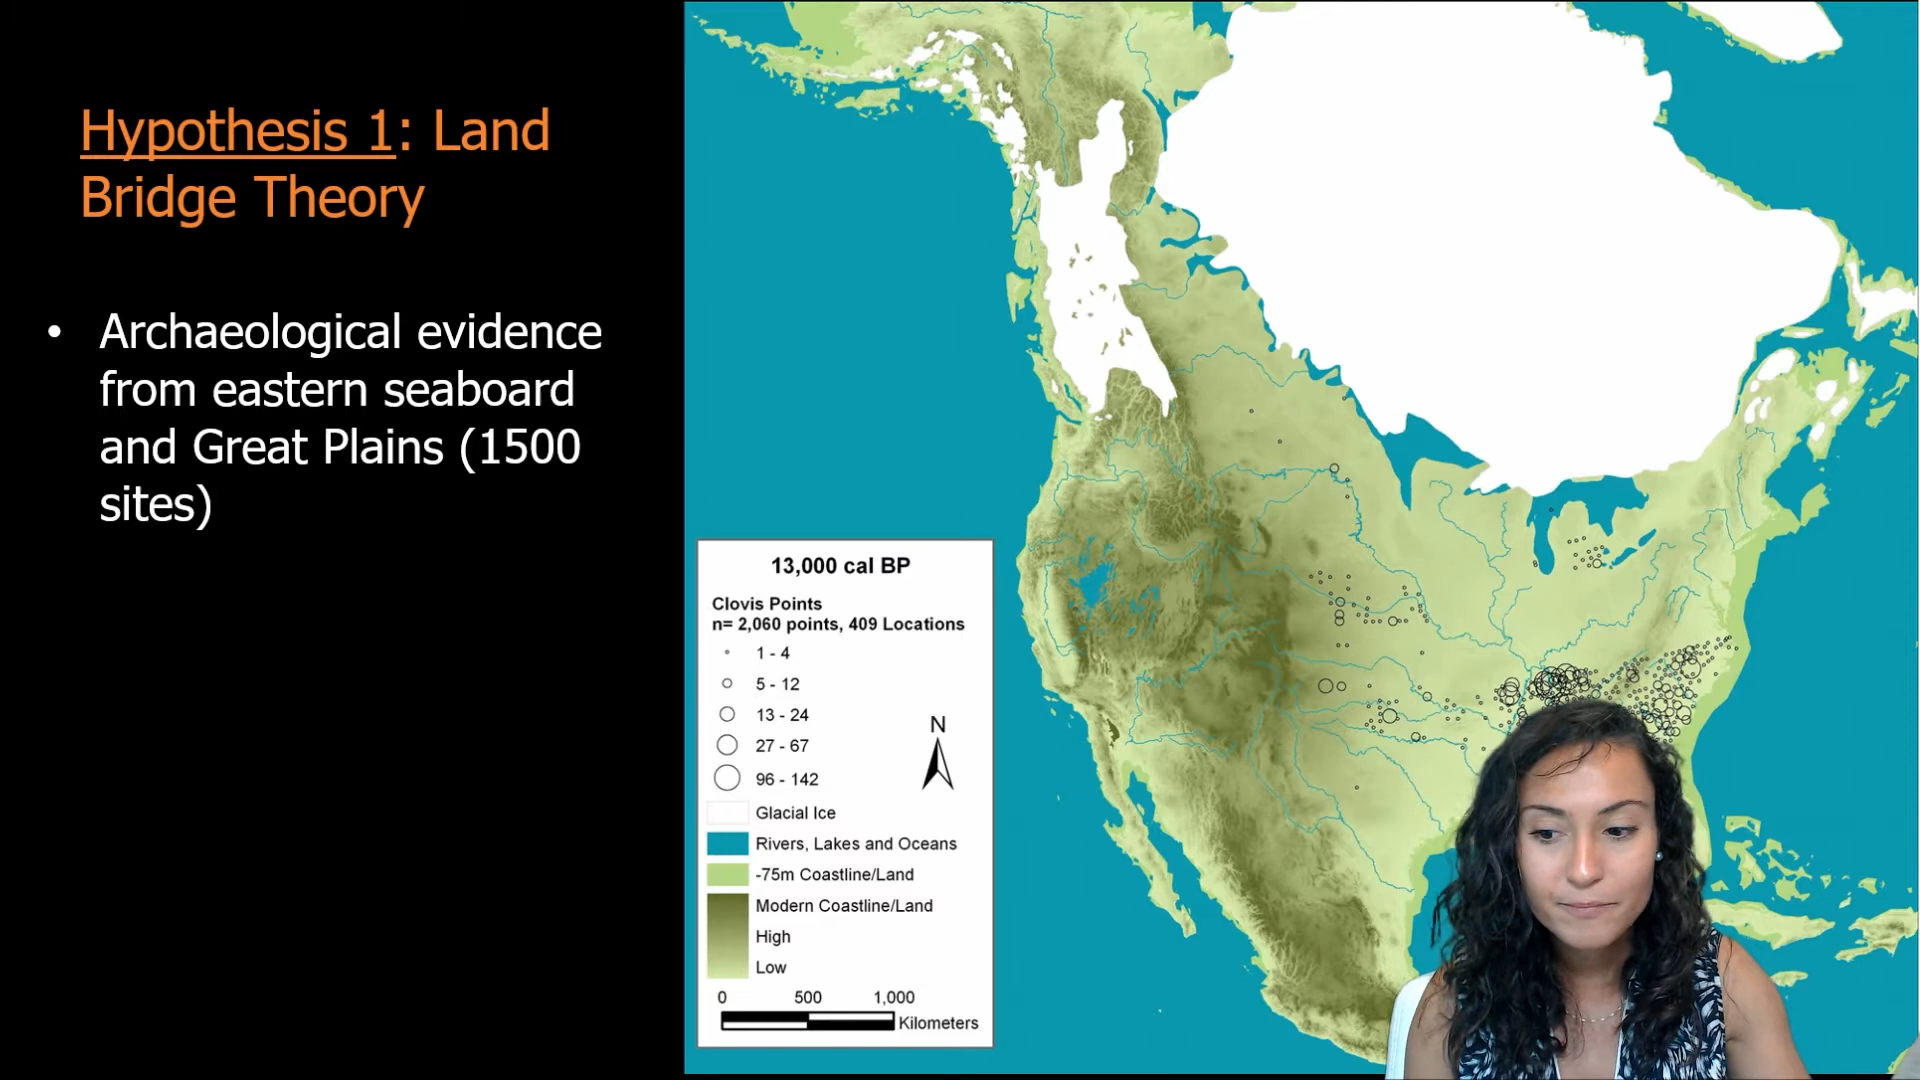 Hypothesis 1: Land
Bridge Theory
• Archaeological evidence
from eastern seaboard
and Great Plains (1500
sites)
13,000 cal BP
Clovis Points
n= 2,060 points, 409 Locations
1 - 4
5 - 12
13 - 24
27 - 67
96 - 142
N
Glacial Ice
Rivers, Lakes and Oceans
-75m Coastline/Land
Modern Coastline/Land
High
Low
0 500 1,000
Kilometers